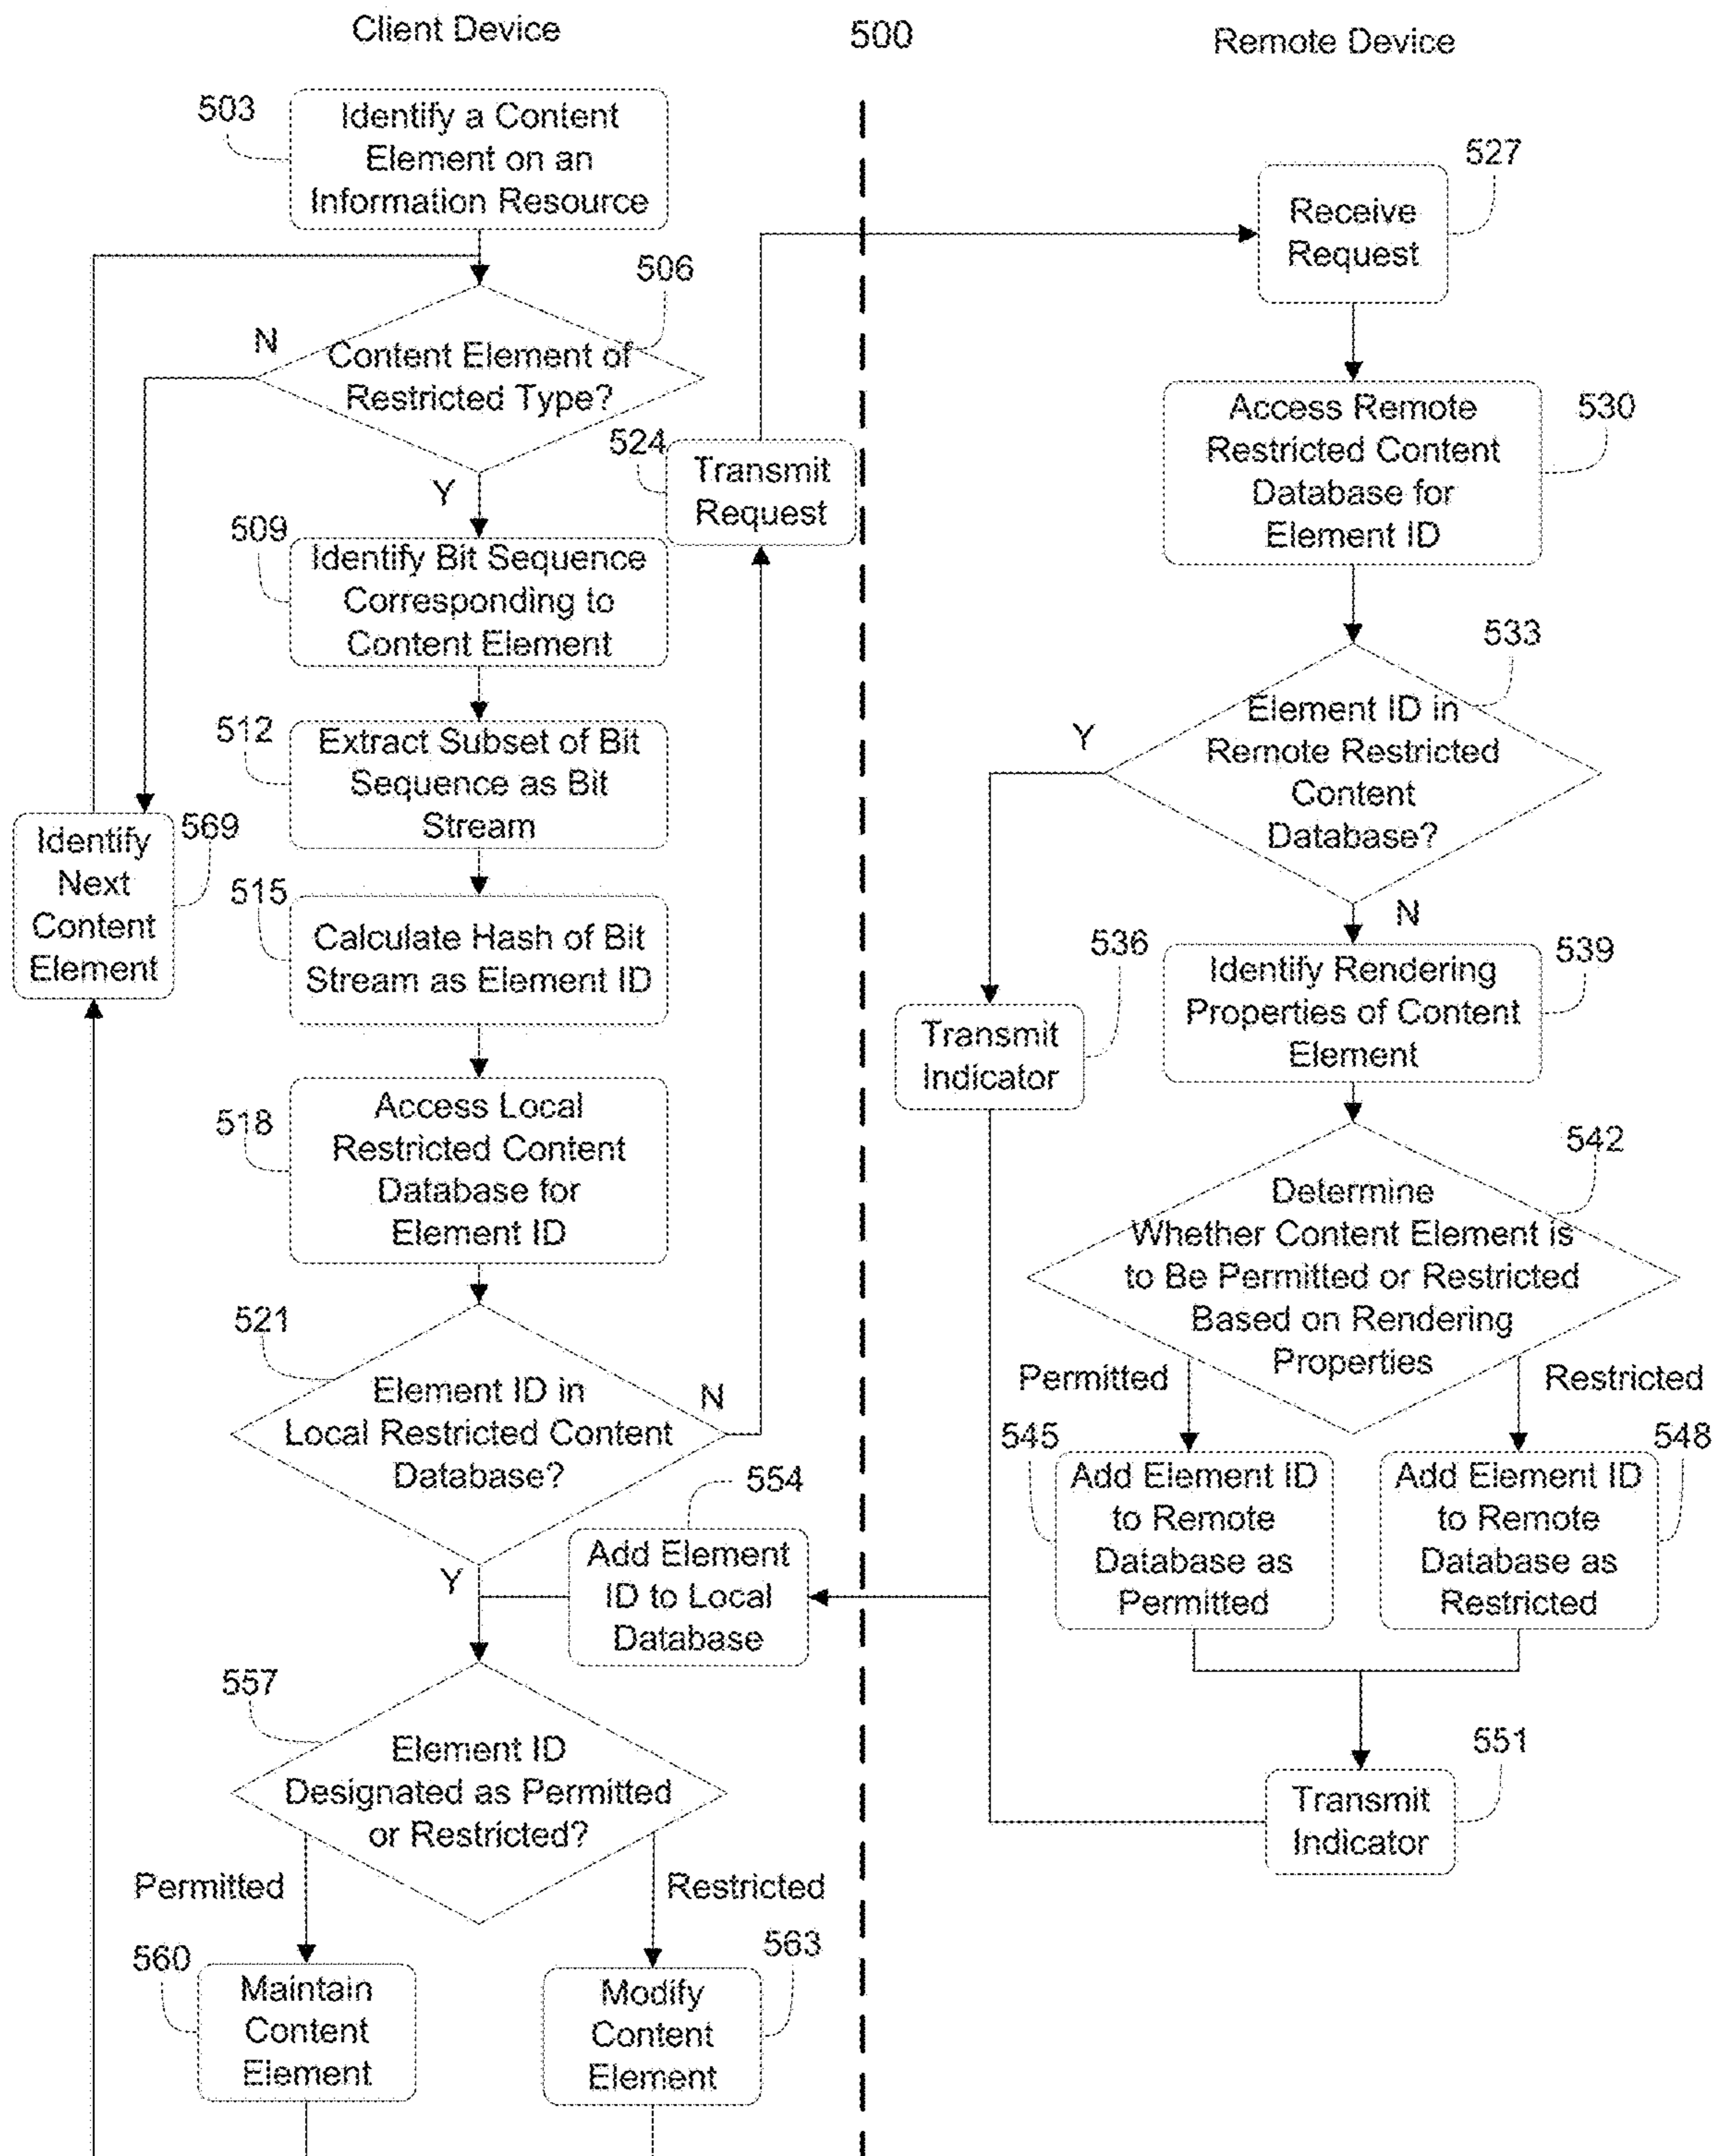 Client Device
500
Remote Device
503
Identify a Content
Element on an
Information Resource
506
N
Content Element of
Restricted Type?
Y
524
Transmit
Request
509
Identify Bit Sequence
Corresponding to
Content Element
512
Extract Subset of Bit
Sequence as Bit
Stream
569
Identify
Next
Content
Element
515
Calculate Hash of Bit
Stream as Element ID
518
Access Local
Restricted Content
Database for
Element ID
521
Element ID in
Local Restricted Content
Database?
N
Y
554
Add Element
ID to Local
Database
557
Element ID
Designated as Permitted
or Restricted?
Permitted
Restricted
560
Maintain
Content
Element
563
Modify
Content
Element
527
Receive
Request
530
Access Remote
Restricted Content
Database for
Element ID
533
Element ID in
Remote Restricted
Content
Database?
Y
N
536
Transmit
Indicator
539
Identify Rendering
Properties of Content
Element
542
Determine
Whether Content Element is
to Be Permitted or Restricted
Based on Rendering
Properties
Permitted
Restricted
545
Add Element ID
to Remote
Database as
Permitted
548
Add Element ID
to Remote
Database as
Restricted
551
Transmit
Indicator